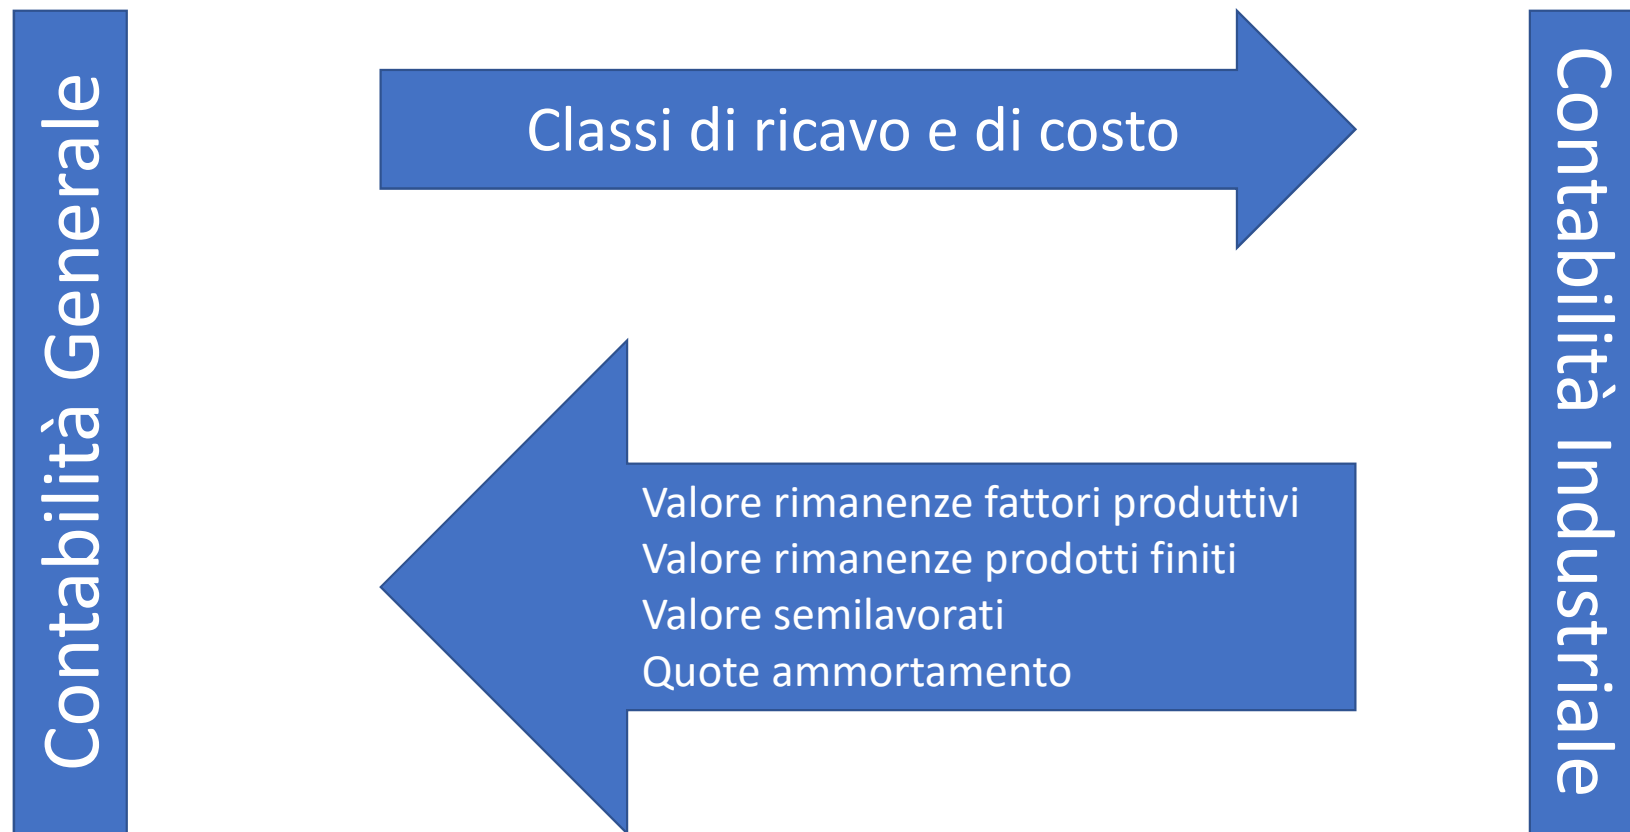 Contabilità Generale
Classi di ricavo e di costo
Valore rimanenze fattori produttivi
Valore rimanenze prodotti finiti
Valore semilavorati
Quote ammortamento
Contabilità Industriale